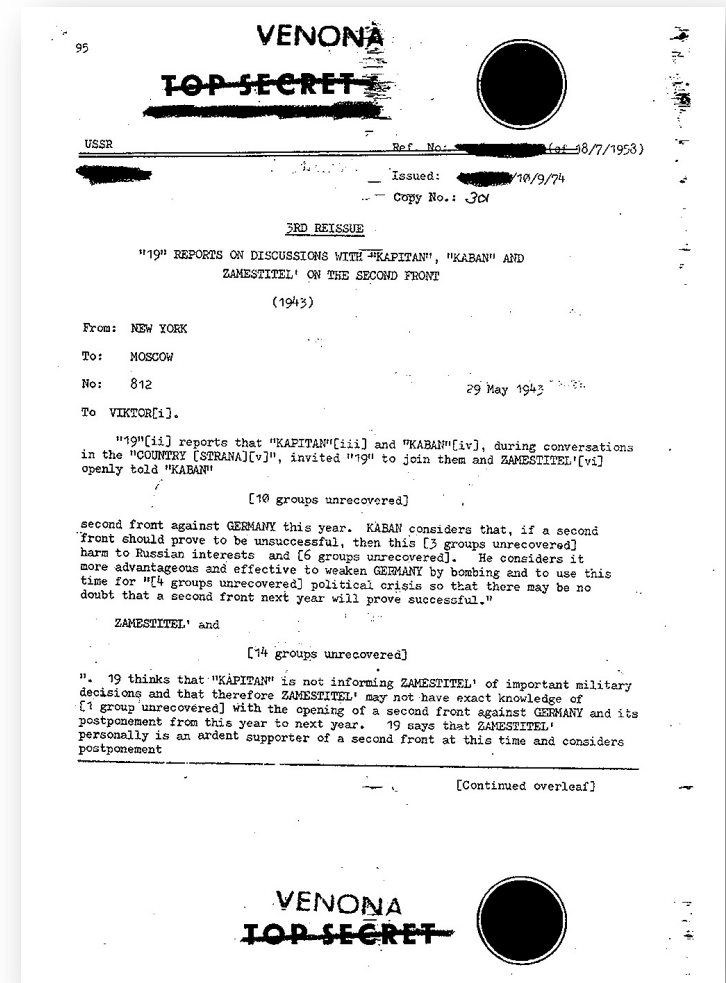 95
VENONA
TOP SECRET
USSR
Ref. No: (of 18/7/1953)
Issued: /10/9/74
Copy No.: 301
3RD REISSUE
"19" REPORTS ON DISCUSSIONS WITH "KAPITAN", "KABAN" AND
ZAMESTITEL' ON THE SECOND FRONT
(1943)
From: NEW YORK
To: MOSCOW
No: 812
29 May 1943
To VIKTOR[i].
"19"[ii] reports that "KAPITAN"[iii] and "KABAN"[iv], during conversations
in the "COUNTRY [STRANA][v]", invited "19" to join them and ZAMESTITEL'[vi]
openly told "KABAN"
[10 groups unrecovered]
second front against GERMANY this year. KABAN considers that, if a second
front should prove to be unsuccessful, then this [3 groups unrecovered]
harm to Russian interests and [6 groups unrecovered]. He considers it
more advantageous and effective to weaken GERMANY by bombing and to use this
time for "[4 groups unrecovered] political crisis so that there may be no
doubt that a second front next year will prove successful."
ZAMESTITEL' and
[14 groups unrecovered]
". 19 thinks that "KAPITAN" is not informing ZAMESTITEL' of important military
decisions and that therefore ZAMESTITEL' may not have exact knowledge of
[1 group unrecovered] with the opening of a second front against GERMANY and its
postponement from this year to next year. 19 says that ZAMESTITEL'
personally is an ardent supporter of a second front at this time and considers
postponement
[Continued overleaf]
VENONA
TOP SECRET